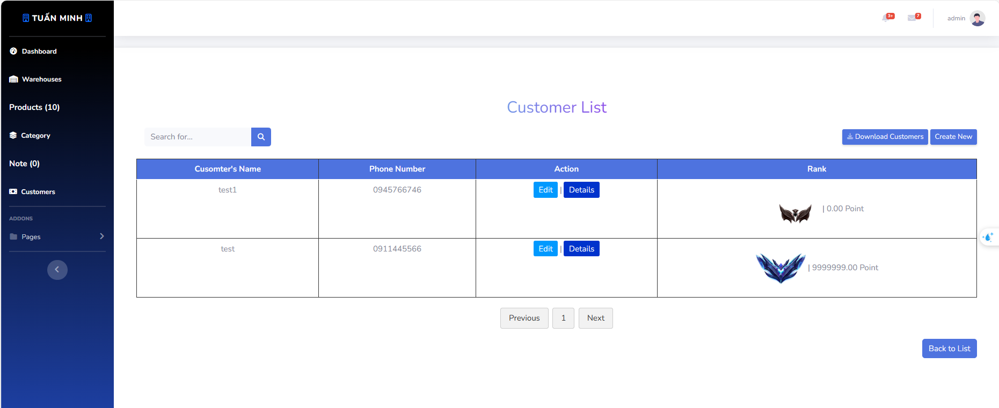 TUẤN MINH
3+
7
admin
Dashboard
Warehouses
Products (10)
Category
Note (0)
Customers
ADDONS
Pages
Customer List
Search for...
Download Customers
Create New
Cusomter's Name Phone Number Action Rank
test1 0945766746 Edit | Details | 0.00 Point
test 0911445566 Edit | Details | 9999999.00 Point
Previous 1 Next
Back to List